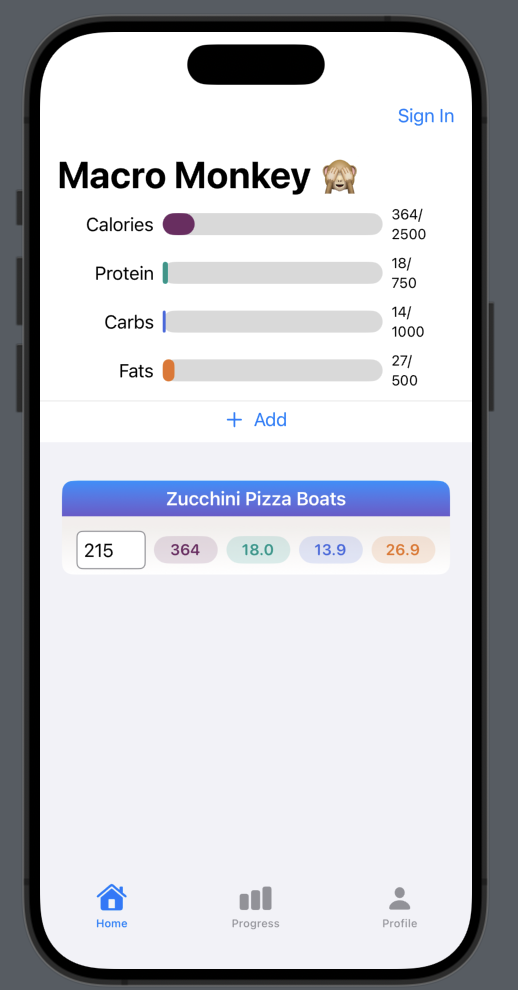 Sign In
Macro Monkey 🙈
Calories
364/
2500
Protein
18/
750
Carbs
14/
1000
Fats
27/
500
+ Add
Zucchini Pizza Boats
215 364 18.0 13.9 26.9
Home Progress Profile